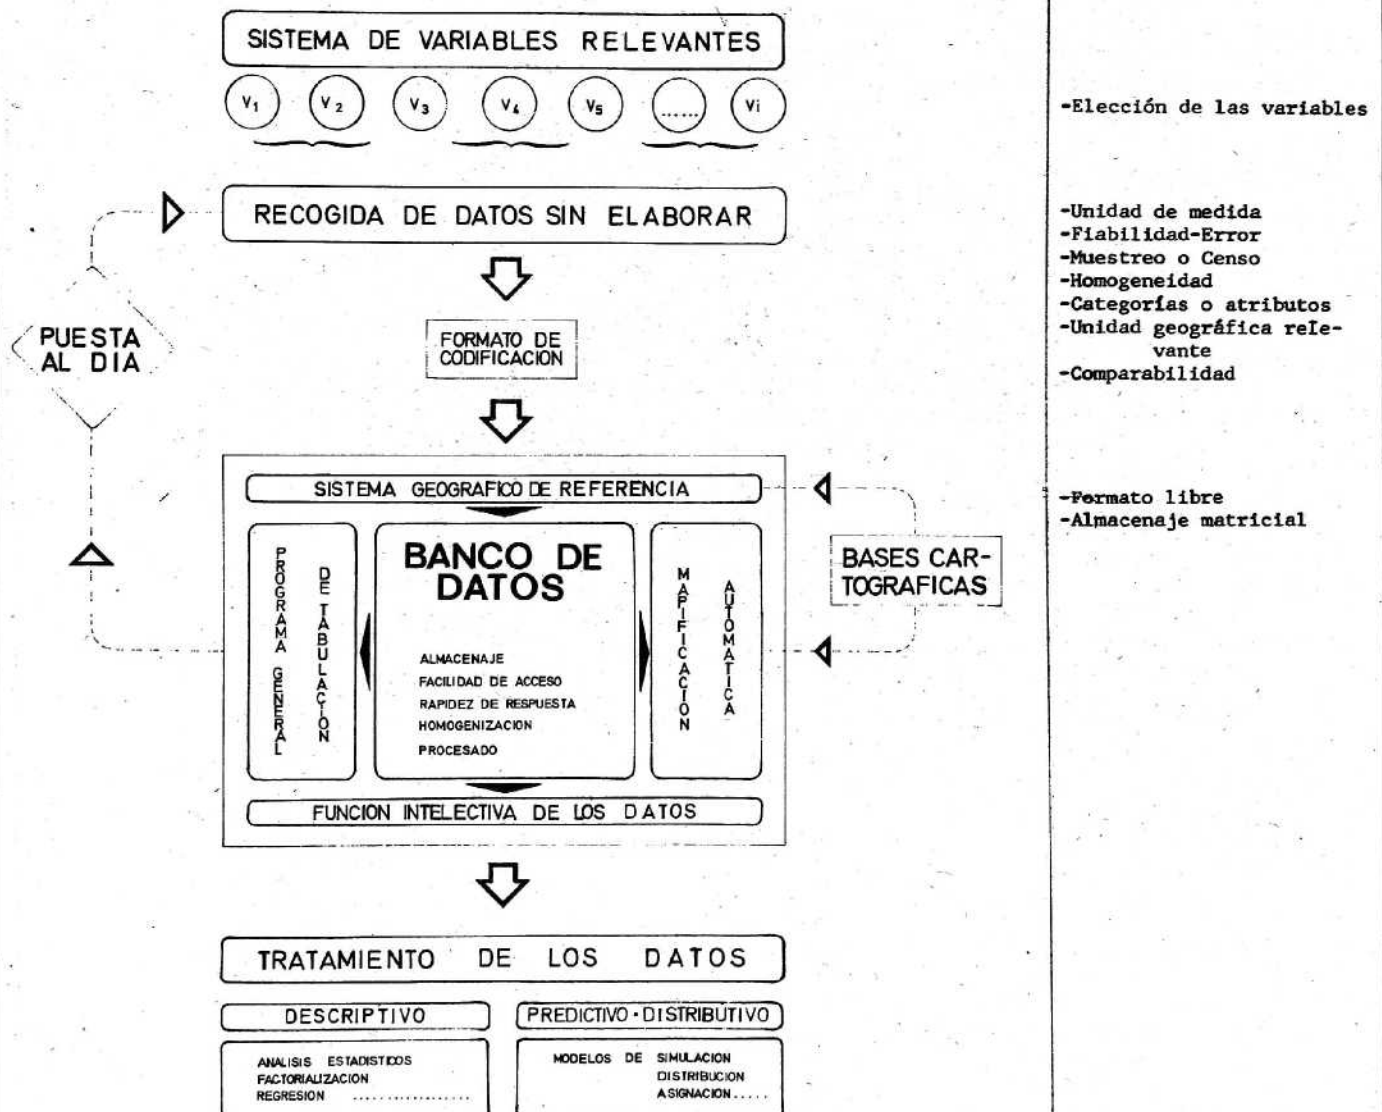 SISTEMA DE VARIABLES RELEVANTES
V1 V2 V3 V4 V5 ...... Vi
-Elección de las variables
RECOGIDA DE DATOS SIN ELABORAR
-Unidad de medida
-Fiabilidad-Error
-Muestreo o Censo
-Homogeneidad
-Categorías o atributos
-Unidad geográfica rele-
vante
-Comparabilidad
PUESTA
AL DIA
FORMATO DE
CODIFICACION
SISTEMA GEOGRAFICO DE REFERENCIA
-Formato libre
-Almacenaje matricial
PROGRAMA GENERAL
DE TABULACION
BANCO DE
DATOS
ALMACENAJE
FACILIDAD DE ACCESO
RAPIDEZ DE RESPUESTA
HOMOGENIZACION
PROCESADO
MAPIFICACION
AUTOMATICA
BASES CAR-
TOGRAFICAS
FUNCION INTELECTIVA DE LOS DATOS
TRATAMIENTO DE LOS DATOS
DESCRIPTIVO
ANALISIS ESTADISTICOS
FACTORIALIZACION
REGRESION ..................
PREDICTIVO · DISTRIBUTIVO
MODELOS DE SIMULACION
DISTRIBUCION
ASIGNACION.....